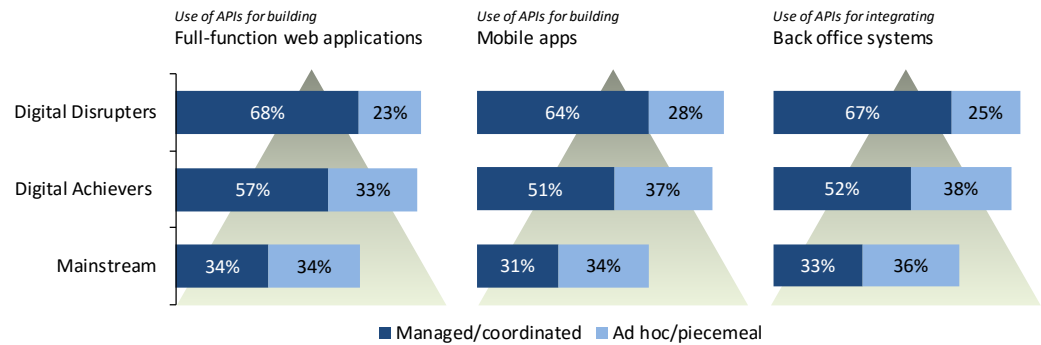 Use of APIs for building
Full-function web applications
Use of APIs for building
Mobile apps
Use of APIs for integrating
Back office systems
Digital Disrupters
68%
23%
64%
28%
67%
25%
Digital Achievers
57%
33%
51%
37%
52%
38%
Mainstream
34%
34%
31%
34%
33%
36%
Managed/coordinated
Ad hoc/piecemeal